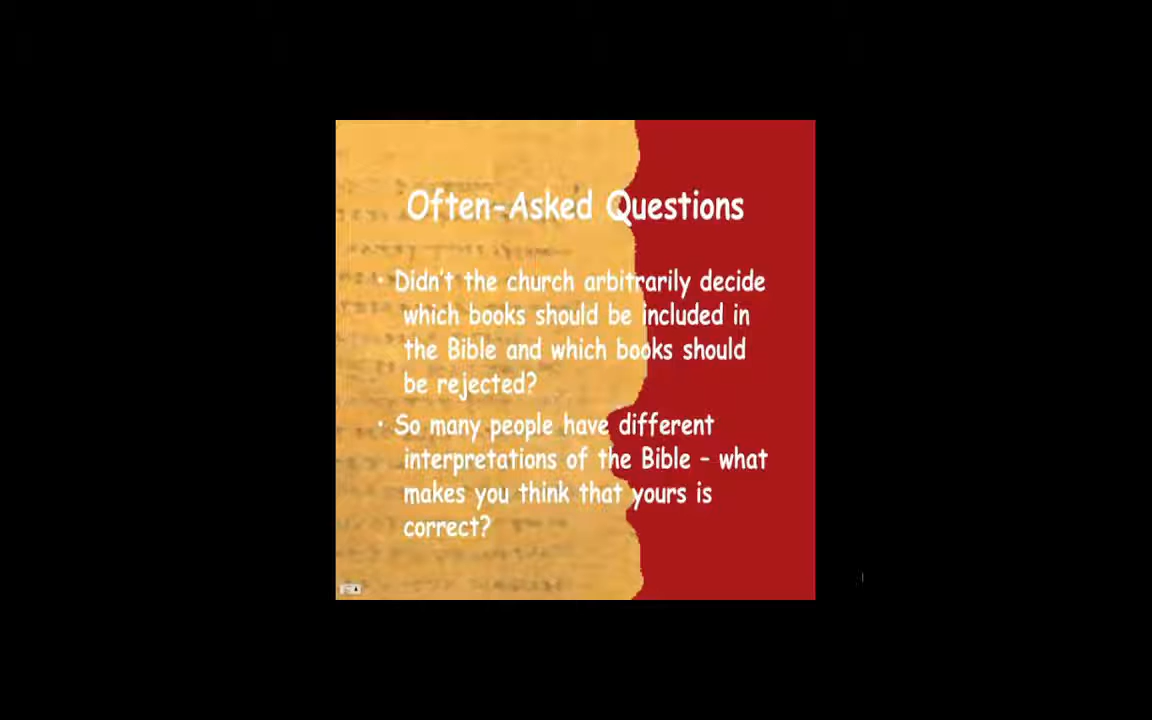 Often-Asked Questions
• Didn't the church arbitrarily decide
which books should be included in
the Bible and which books should
be rejected?
• So many people have different
interpretations of the Bible – what
makes you think that yours is
correct?